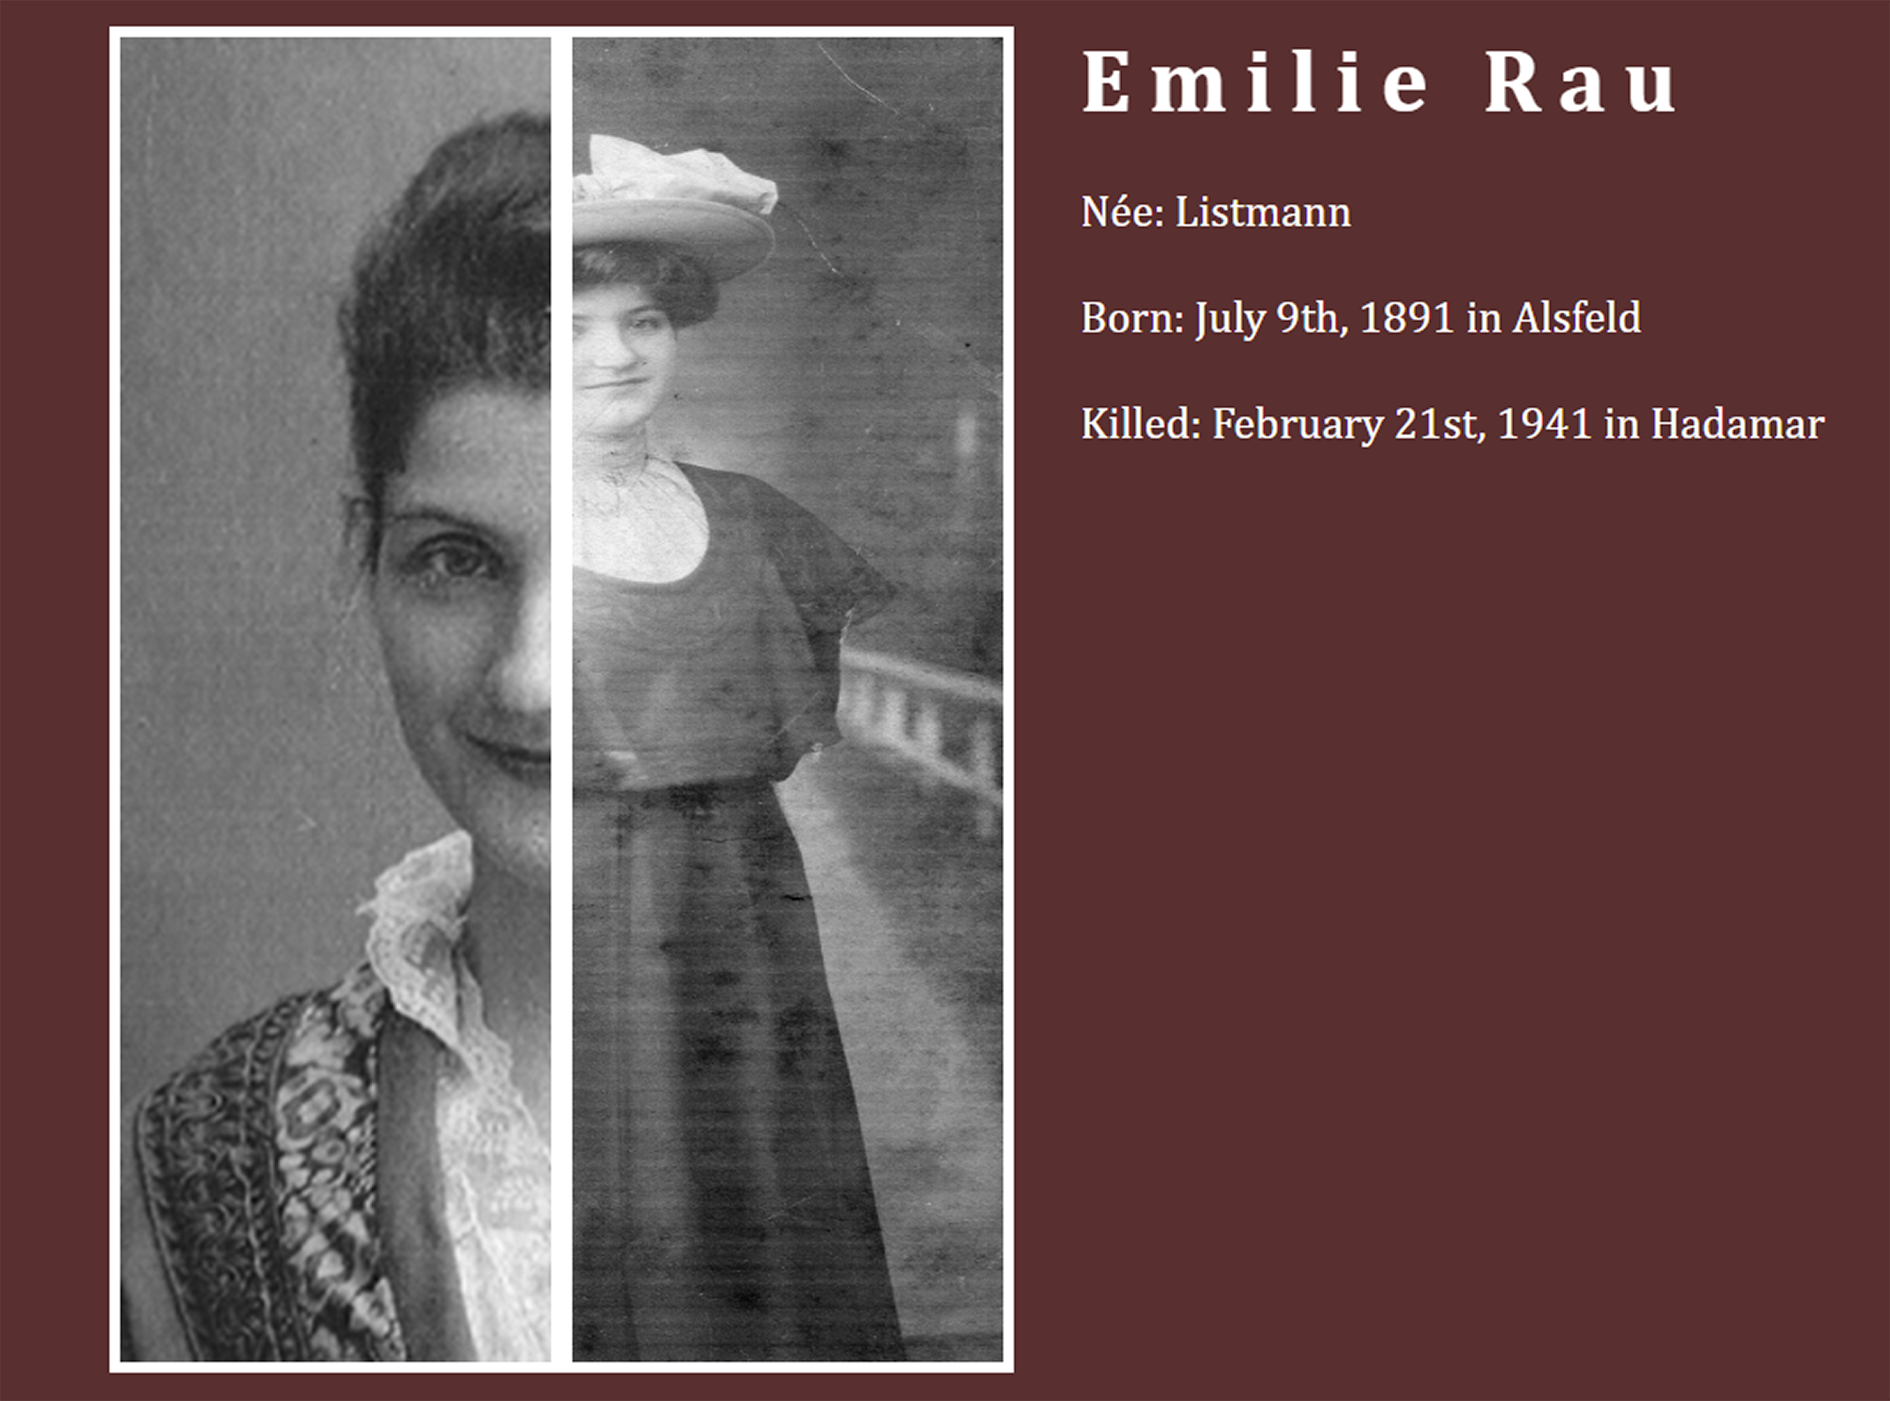 Emilie Rau
Née: Listmann
Born: July 9th, 1891 in Alsfeld
Killed: February 21st, 1941 in Hadamar